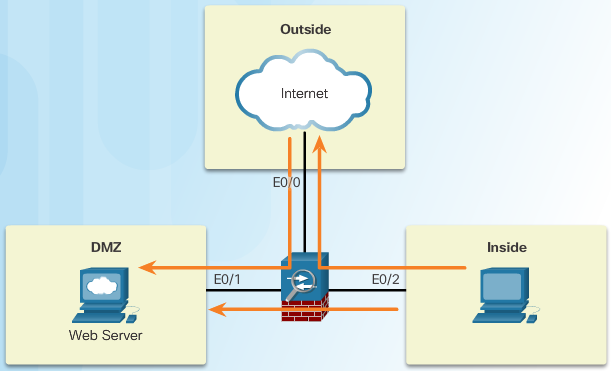 Outside
Internet
E0/0
DMZ
Inside
E0/1
E0/2
Web Server